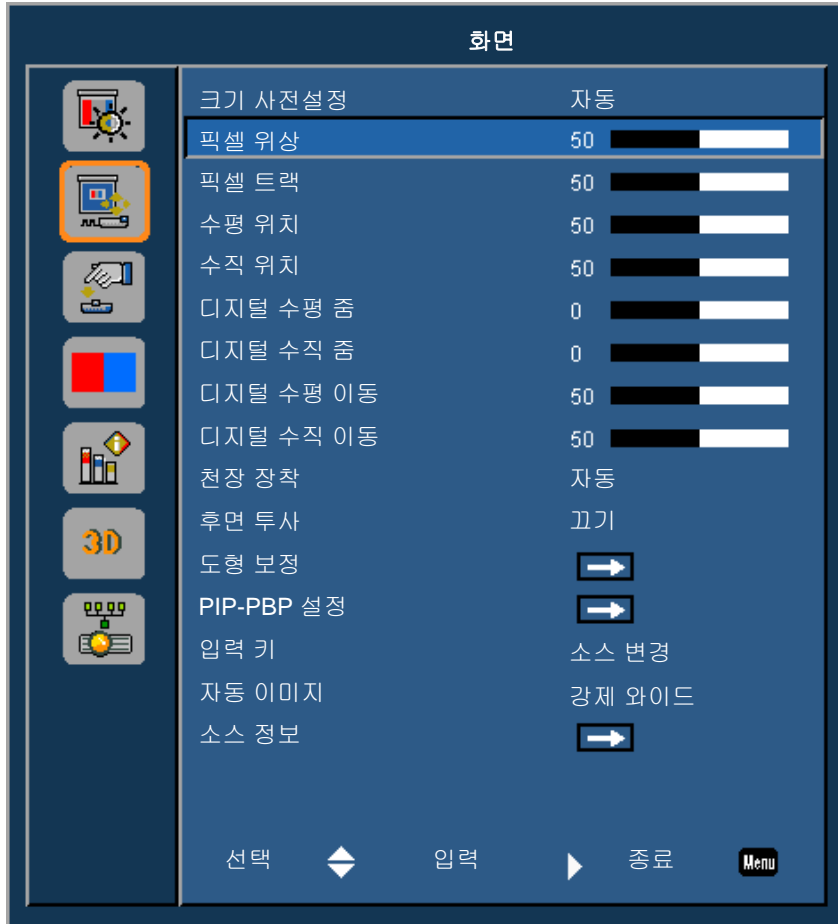 화면
크기 사전설정 자동
픽셀 위상 50
픽셀 트랙 50
수평 위치 50
수직 위치 50
디지털 수평 줌 0
디지털 수직 줌 0
디지털 수평 이동 50
디지털 수직 이동 50
천장 장착 자동
후면 투사 끄기
3D
도형 보정
PIP-PBP 설정
입력 키 소스 변경
자동 이미지 강제 와이드
소스 정보
선택 입력 종료 Menu